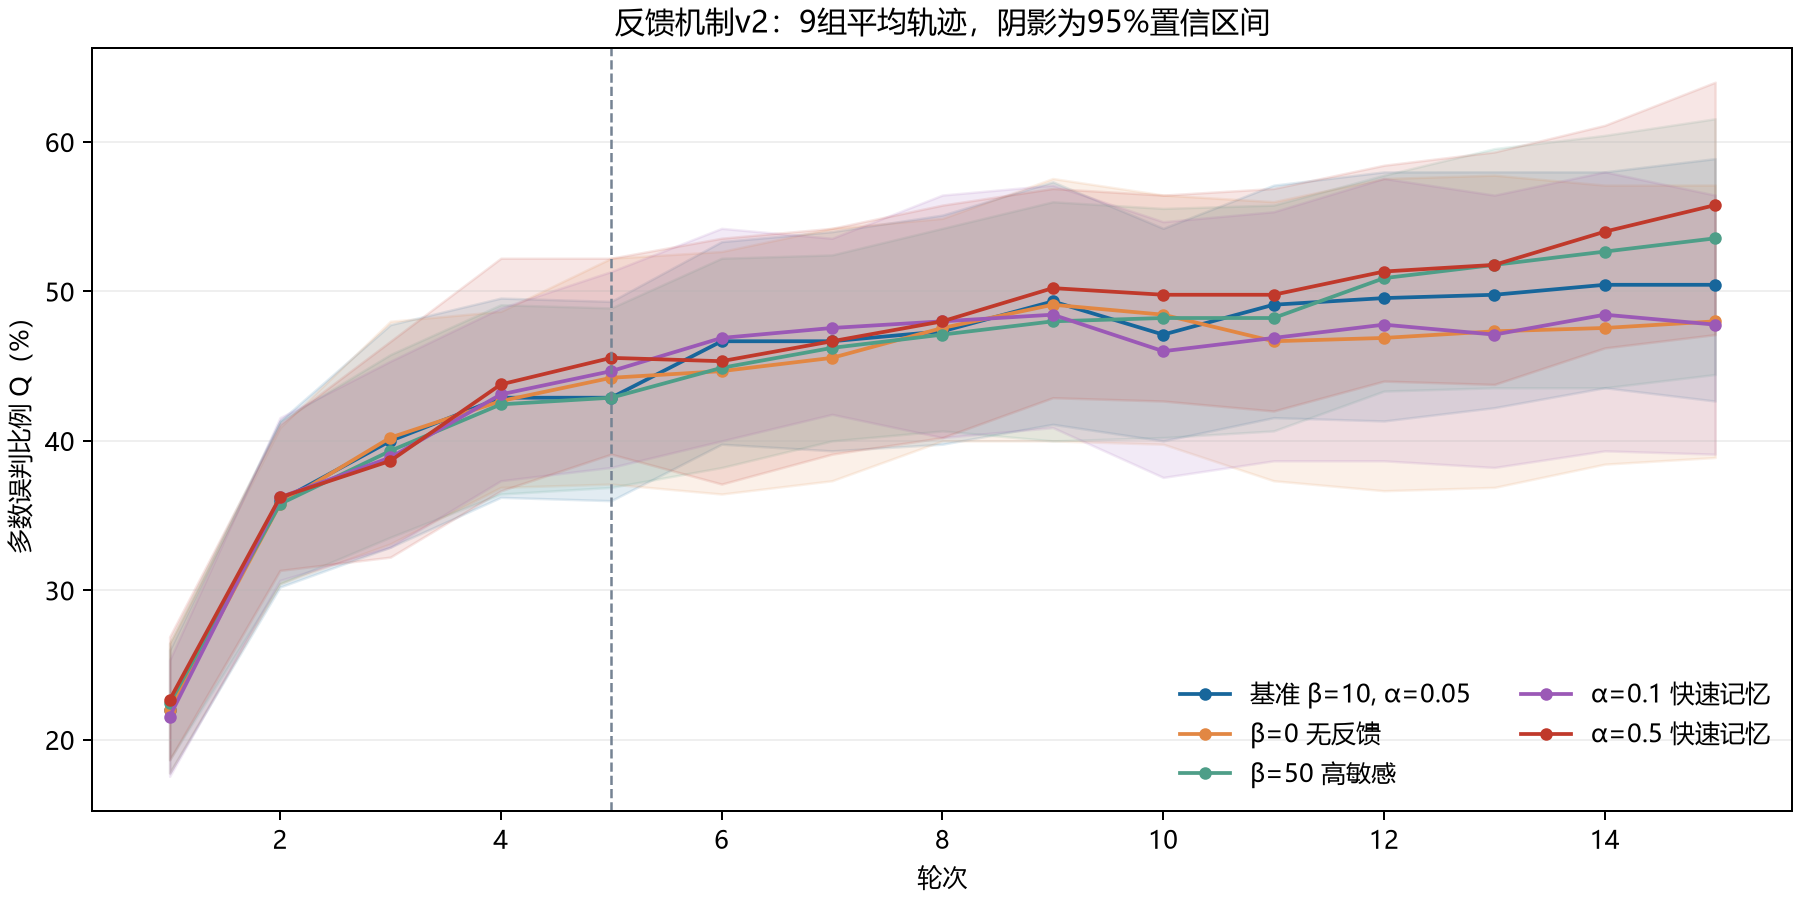 反馈机制v2：9组平均轨迹，阴影为95%置信区间
多数误判比例 Q（%）
60
50
40
30
20
2
4
6
8
10
12
14
轮次
基准 β=10, α=0.05
β=0 无反馈
β=50 高敏感
α=0.1 快速记忆
α=0.5 快速记忆